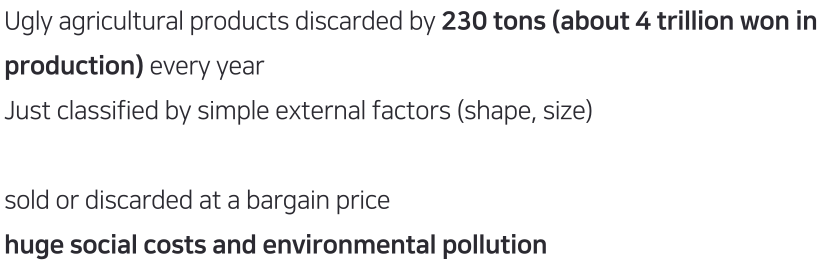 Ugly agricultural products discarded by 230 tons (about 4 trillion won in
production) every year
Just classified by simple external factors (shape, size)
sold or discarded at a bargain price
huge social costs and environmental pollution